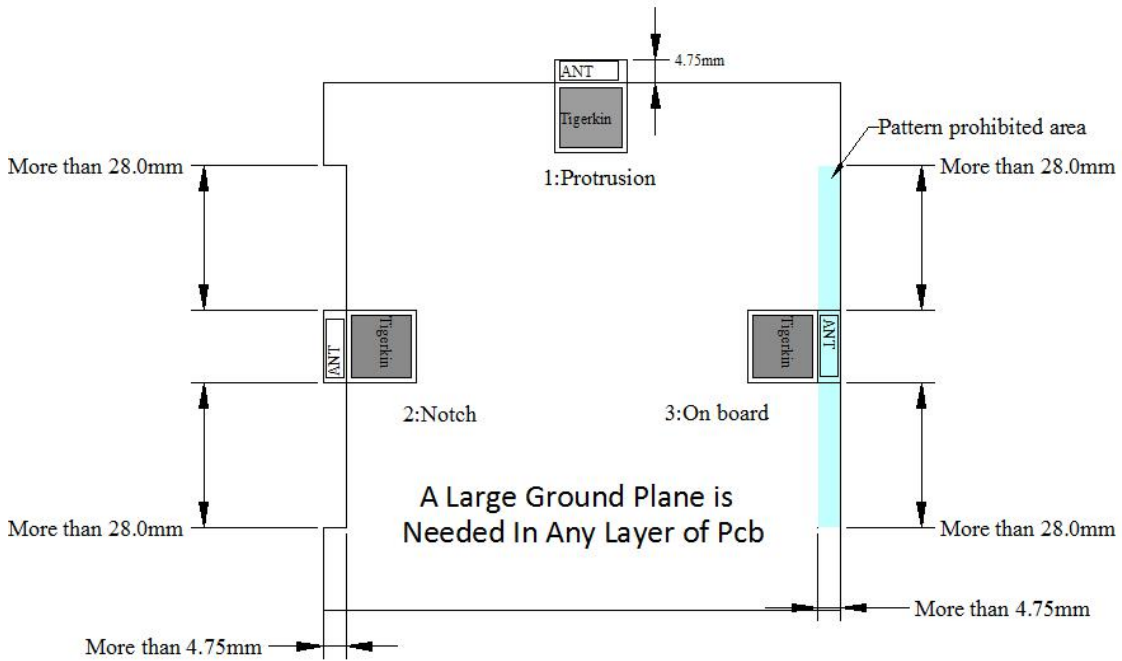 ANT
4.75mm
Tigerkin
Pattern prohibited area
More than 28.0mm
1:Protrusion
More than 28.0mm
ANT
Tigerkin
Tigerkin
ANT
2:Notch
3:On board
A Large Ground Plane is
Needed In Any Layer of Pcb
More than 28.0mm
More than 28.0mm
More than 4.75mm
More than 4.75mm